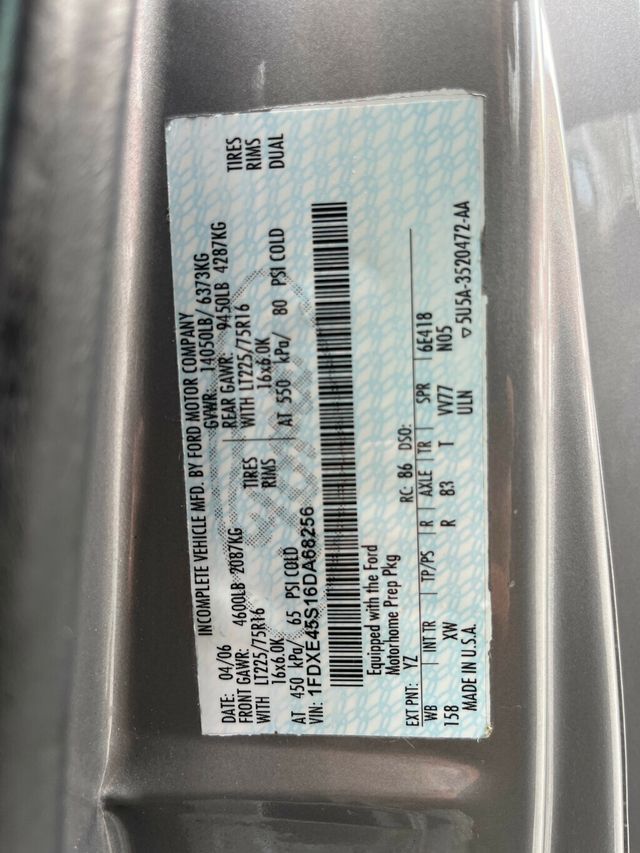 INCOMPLETE VEHICLE MFD. BY FORD MOTOR COMPANY
DATE: 04/06 GVWR: 14050LB/ 6373KG
FRONT GAWR: 4600LB 2087KG REAR GAWR: 9450LB 4287KG
WITH LT225/75R16 TIRES WITH LT225/75R16 TIRES
16x6.0K RIMS 16x6.0K RIMS
AT 450 kPa/ 65 PSI COLD AT 550 kPa/ 80 PSI COLD DUAL
VIN: 1FDXE45S16DA68256
Equipped with the Ford
Motorhome Prep Pkg
EXT PNT: YZ RC: 86 DSO:
WB INT TR TP/PS R AXLE TR SPR 6E418
158 XW R 83 T VV77 N05
MADE IN U.S.A. ULN ▽5U5A-3520472-AA